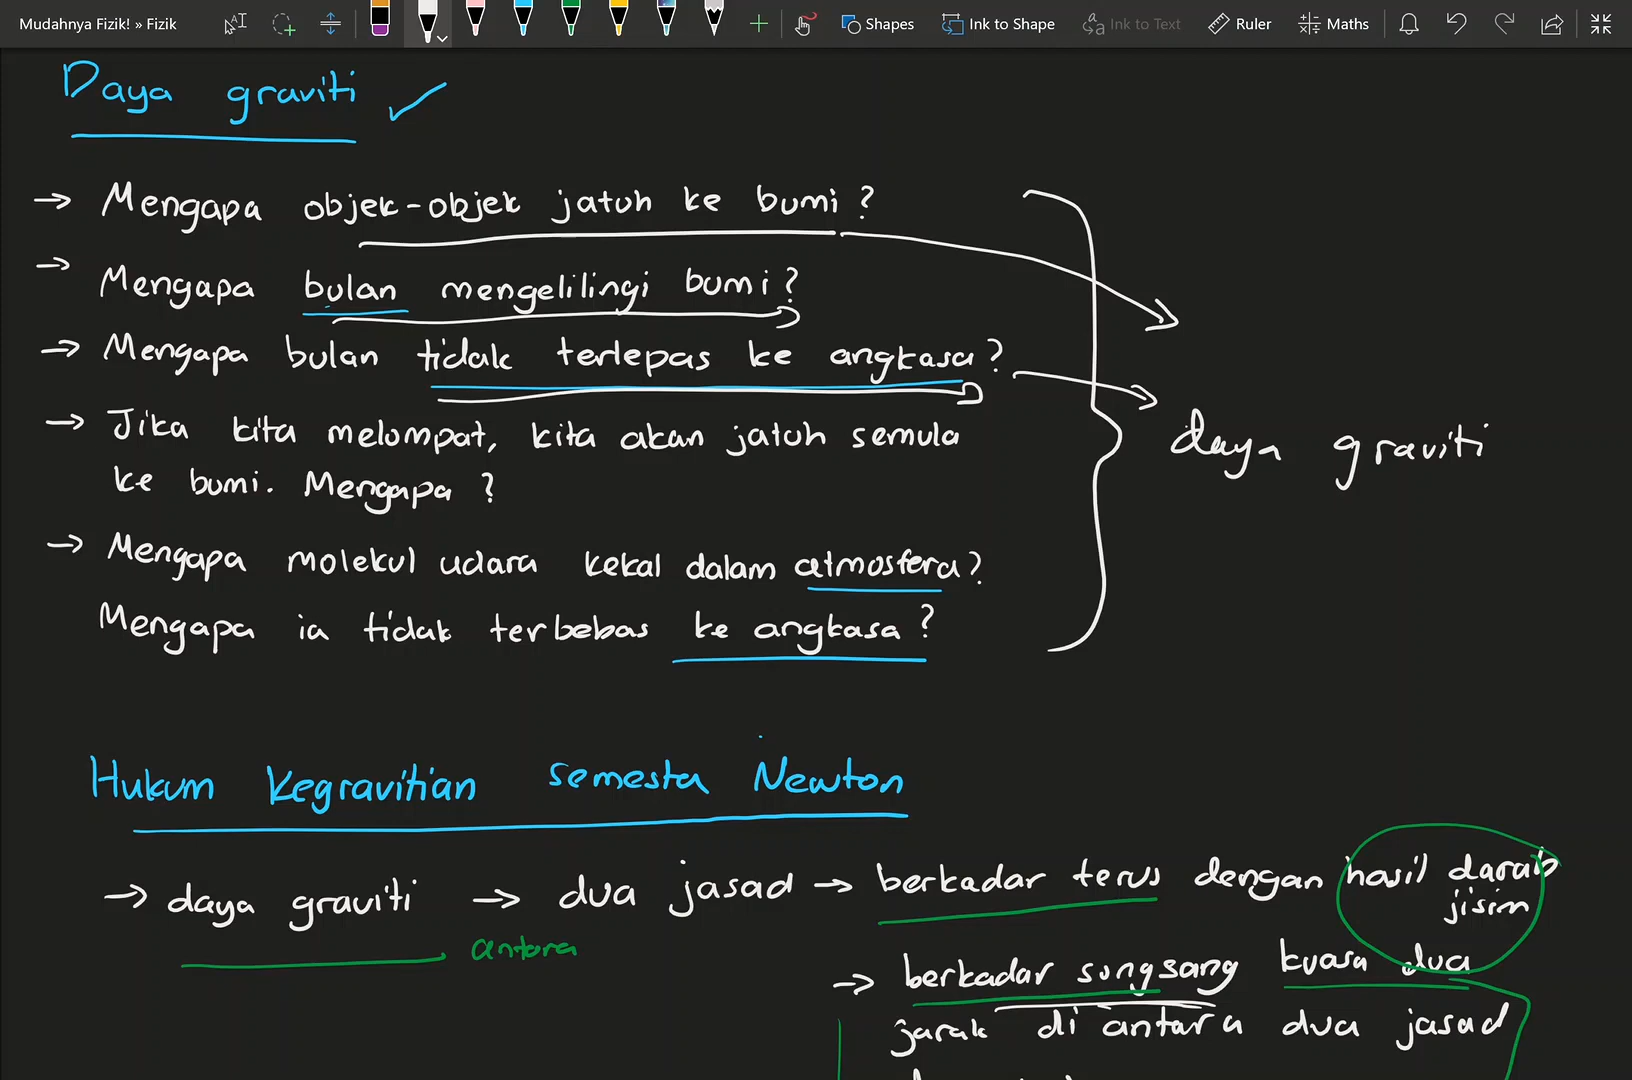 Mudahnya Fizik! » Fizik
Shapes
Ink to Shape
Ink to Text
Ruler
Maths
Daya graviti
→ Mengapa objek-objek jatuh ke bumi?
→ Mengapa bulan mengelilingi bumi?
→ Mengapa bulan tidak terlepas ke angkasa?
→ Jika kita melompat, kita akan jatuh semula
ke bumi. Mengapa?
→ Mengapa molekul udara kekal dalam atmosfera?
Mengapa ia tidak terbebas ke angkasa?
daya graviti
Hukum Kegravitian semesta Newton
→ daya graviti → dua jasad → berkadar terus dengan hasil darab
jisim
antara
→ berkadar songsang kuasa dua
jarak di antara dua jasad